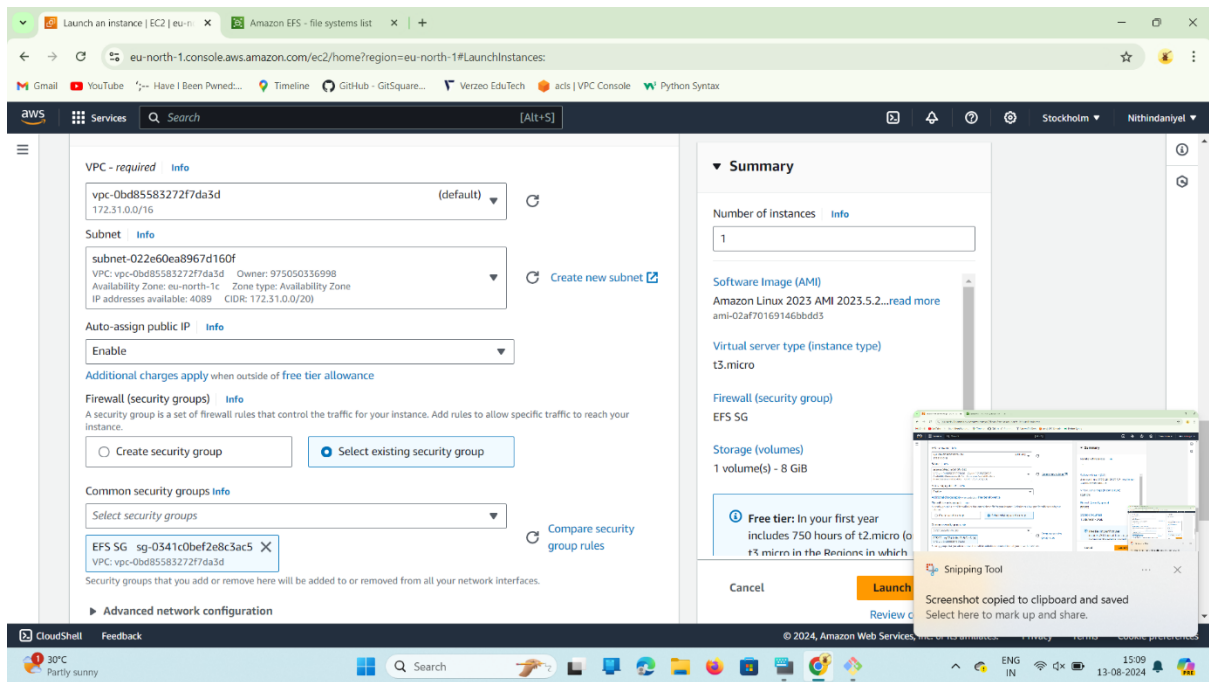 Launch an instance | EC2 | eu-n
Amazon EFS - file systems list
eu-north-1.console.aws.amazon.com/ec2/home?region=eu-north-1#LaunchInstances:
Gmail
YouTube
Have I Been Pwned:...
Timeline
GitHub - GitSquare...
Verzeo EduTech
acls | VPC Console
Python Syntax
aws
Services
Search
[Alt+S]
Stockholm
Nithindaniyel
VPC - required
Info
vpc-0bd85583272f7da3d
(default)
172.31.0.0/16
Subnet
Info
subnet-022e60ea8967d160f
VPC: vpc-0bd85583272f7da3d Owner: 975050336998
Availability Zone: eu-north-1c Zone type: Availability Zone
IP addresses available: 4089 CIDR: 172.31.0.0/20)
Create new subnet
Auto-assign public IP
Info
Enable
Additional charges apply when outside of free tier allowance
Firewall (security groups)
Info
A security group is a set of firewall rules that control the traffic for your instance. Add rules to allow specific traffic to reach your
instance.
Create security group
Select existing security group
Common security groups Info
Select security groups
EFS SG sg-0341c0bef2e8c3ac5
VPC: vpc-0bd85583272f7da3d
Compare security
group rules
Security groups that you add or remove here will be added to or removed from all your network interfaces.
Advanced network configuration
Summary
Number of instances
Info
1
Software Image (AMI)
Amazon Linux 2023 AMI 2023.5.2...read more
ami-02af70169146bbdd3
Virtual server type (instance type)
t3.micro
Firewall (security group)
EFS SG
Storage (volumes)
1 volume(s) - 8 GiB
Free tier: In your first year
includes 750 hours of t2.micro (o
t3.micro in the Regions in which
Cancel
Launch
Review c
Snipping Tool
Screenshot copied to clipboard and saved
Select here to mark up and share.
CloudShell
Feedback
© 2024, Amazon Web Services, Inc. or its affiliates.
Privacy
Terms
Cookie preferences
1
30°C
Partly sunny
Search
ENG
IN
15:09
13-08-2024
PRE